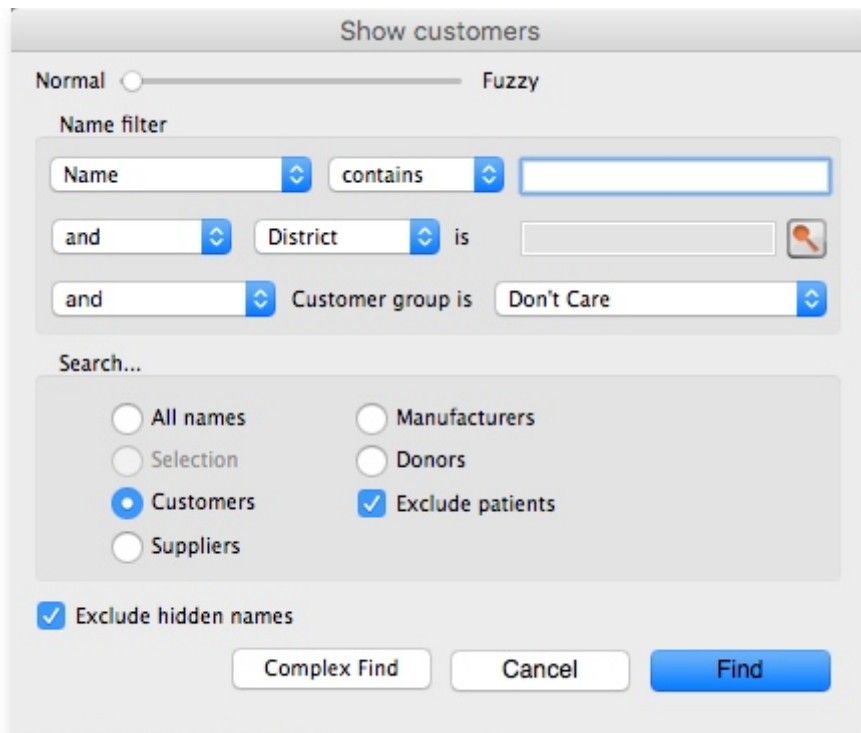 Show customers
Normal Fuzzy
Name filter
Name contains
and District is
and Customer group is Don't Care
Search...
All names Manufacturers
Selection Donors
Customers Exclude patients
Suppliers
Exclude hidden names
Complex Find Cancel Find